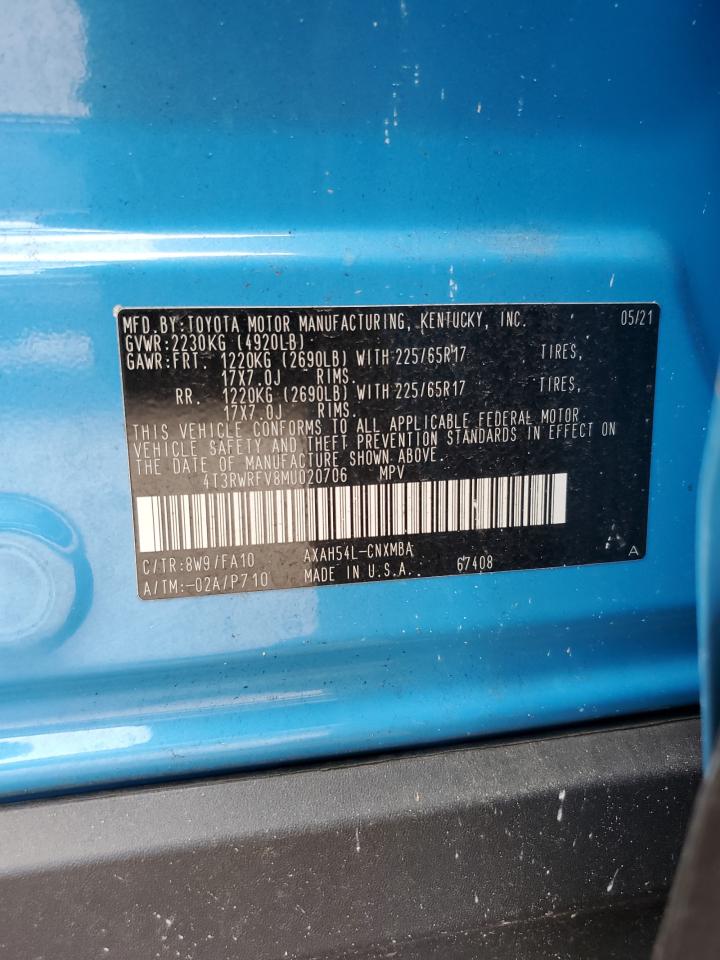 MFD.BY:TOYOTA MOTOR MANUFACTURING, KENTUCKY, INC. 05/21
GVWR:2230KG (4920LB)
GAWR:FRT. 1220KG (2690LB) WITH 225/65R17 TIRES,
17X7.0J RIMS.
RR. 1220KG (2690LB) WITH 225/65R17 TIRES,
17X7.0J RIMS.
THIS VEHICLE CONFORMS TO ALL APPLICABLE FEDERAL MOTOR
VEHICLE SAFETY AND THEFT PREVENTION STANDARDS IN EFFECT ON
THE DATE OF MANUFACTURE SHOWN ABOVE.
4T3RWRFV8MU020706 MPV
C/TR:8W9/FA10 AXAH54L-CNXMBA
A/TM:-02A/P710 MADE IN U.S.A. 67408 A